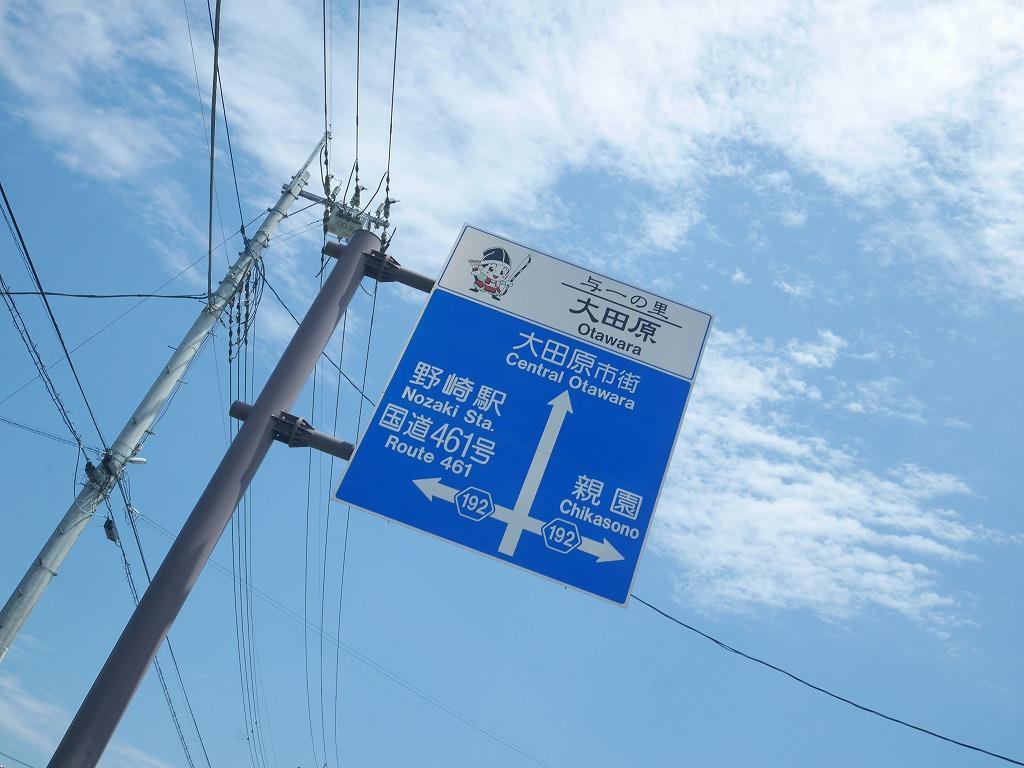 与一の里
大田原
Otawara
大田原市街
Central Otawara
野崎駅
Nozaki Sta.
国道461号
Route 461
192
親園
Chikasono
192